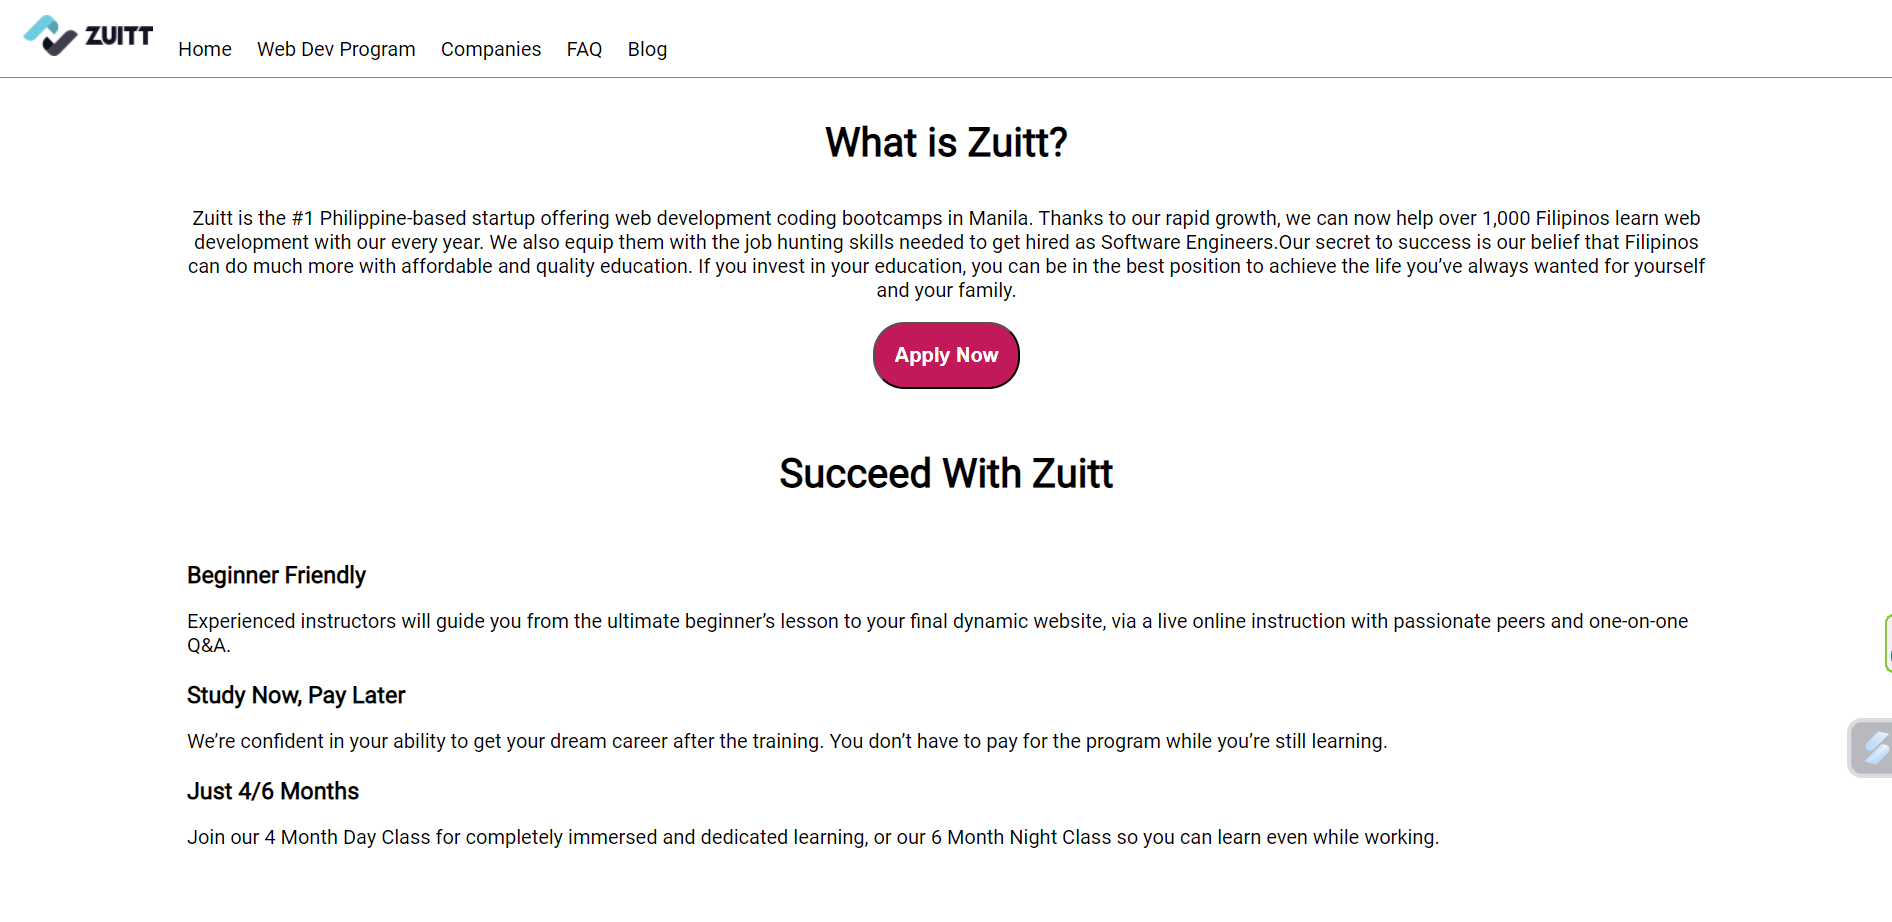 ZUITT
Home Web Dev Program Companies FAQ Blog
What is Zuitt?
Zuitt is the #1 Philippine-based startup offering web development coding bootcamps in Manila. Thanks to our rapid growth, we can now help over 1,000 Filipinos learn web
development with our every year. We also equip them with the job hunting skills needed to get hired as Software Engineers.Our secret to success is our belief that Filipinos
can do much more with affordable and quality education. If you invest in your education, you can be in the best position to achieve the life you’ve always wanted for yourself
and your family.
Apply Now
Succeed With Zuitt
Beginner Friendly
Experienced instructors will guide you from the ultimate beginner’s lesson to your final dynamic website, via a live online instruction with passionate peers and one-on-one
Q&A.
Study Now, Pay Later
We’re confident in your ability to get your dream career after the training. You don’t have to pay for the program while you’re still learning.
Just 4/6 Months
Join our 4 Month Day Class for completely immersed and dedicated learning, or our 6 Month Night Class so you can learn even while working.